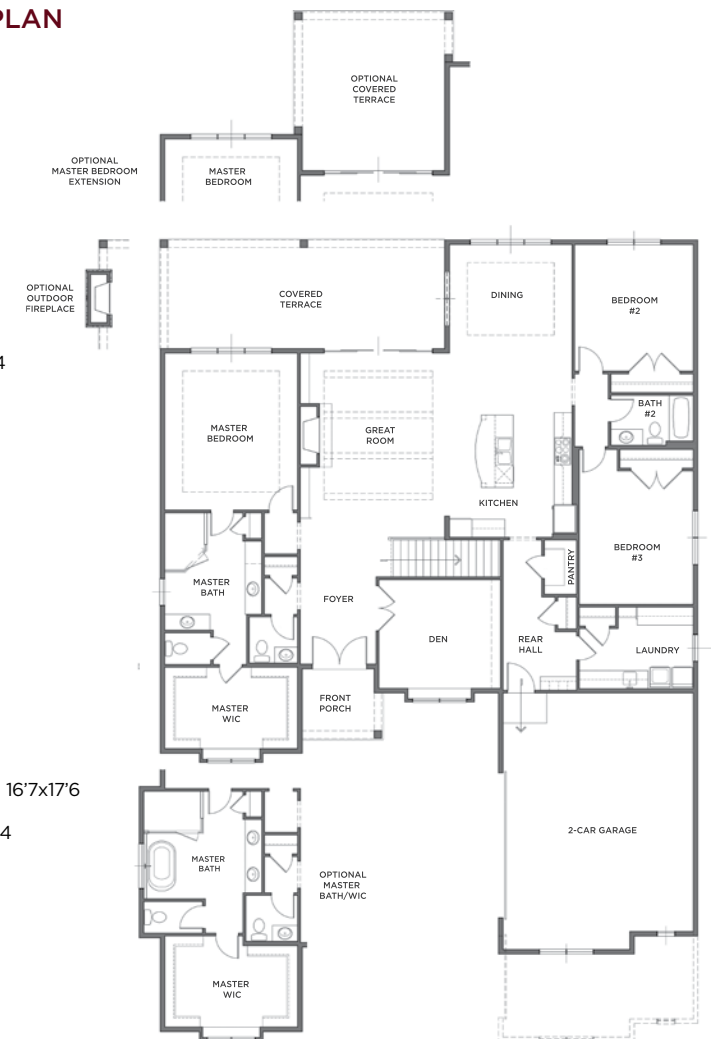 PLAN
OPTIONAL
COVERED
TERRACE
OPTIONAL
MASTER BEDROOM
EXTENSION
MASTER
BEDROOM
OPTIONAL
OUTDOOR
FIREPLACE
COVERED
TERRACE
DINING
BEDROOM
#2
4
BATH
#2
MASTER
BEDROOM
GREAT
ROOM
KITCHEN
BEDROOM
#3
PANTRY
MASTER
BATH
FOYER
DEN
REAR
HALL
LAUNDRY
MASTER
WIC
FRONT
PORCH
16'7x17'6
4
2-CAR GARAGE
MASTER
BATH
OPTIONAL
MASTER
BATH/WIC
MASTER
WIC